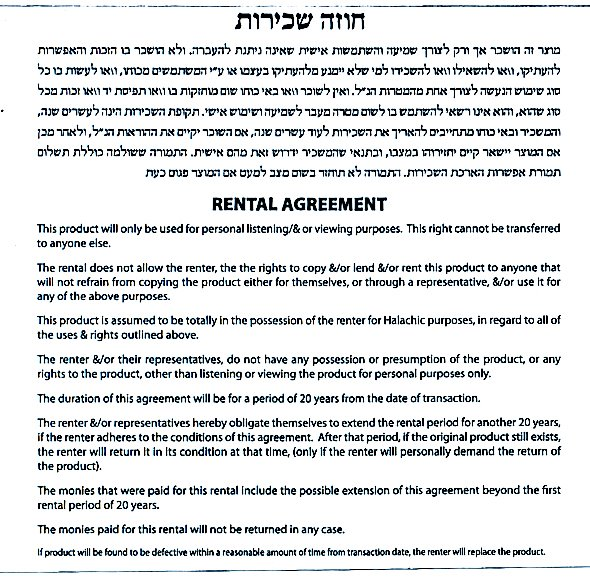 חוזה שכירות
מוצר זה הושכר אך ורק לצורך שמיעה והשתמשות אישית שאינה ניתנת להעברה. ולא הושכר בו הזכות והאפשרות
להעתיקו, ו/או להשאילו ו/או להשכירו למי שלא יימנע מלהעתיקו בעצמו או ע״י המשתמשים מכוחו, ו/או לעשות בו כל
סוג שימוש הנעשה לצורך אחת מהמטרות הנ״ל. ואין לשוכר ו/או באי כוחו שום מוחזקות בו ו/או תפיסת יד ו/או זכות מכל
סוג שהוא, והוא אינו רשאי להשתמש בו לשום מטרה מעבר לשמיעה ושימוש אישי. תקופת השכירות הינה לעשרים שנה,
והמשכיר ובאי כוחו מתחייבים להאריך את השכירות לעוד עשרים שנה, אם השוכר יקיים את ההוראות הנ״ל, ולאחר מכן
אם המוצר יישאר קיים יחזירוהו במצבו, ובתנאי שהמשכיר ידרוש זאת מהם אישית. התמורה ששולמה כוללת תשלום
תמורת אפשרות הארכת השכירות. התמורה לא תוחזר בשום מצב למעט אם המוצר פגום כעת
RENTAL AGREEMENT
This product will only be used for personal listening/& or viewing purposes. This right cannot be transferred
to anyone else.
The rental does not allow the renter, the the rights to copy &/or lend &/or rent this product to anyone that
will not refrain from copying the product either for themselves, or through a representative, &/or use it for
any of the above purposes.
This product is assumed to be totally in the possession of the renter for Halachic purposes, in regard to all of
the uses & rights outlined above.
The renter &/or their representatives, do not have any possession or presumption of the product, or any
rights to the product, other than listening or viewing the product for personal purposes only.
The duration of this agreement will be for a period of 20 years from the date of transaction.
The renter &/or representatives hereby obligate themselves to extend the rental period for another 20 years,
if the renter adheres to the conditions of this agreement. After that period, if the original product still exists,
the renter will return it in its condition at that time, (only if the renter will personally demand the return of
the product).
The monies that were paid for this rental include the possible extension of this agreement beyond the first
rental period of 20 years.
The monies paid for this rental will not be returned in any case.
If product will be found to be defective within a reasonable amount of time from transaction date, the renter will replace the product.